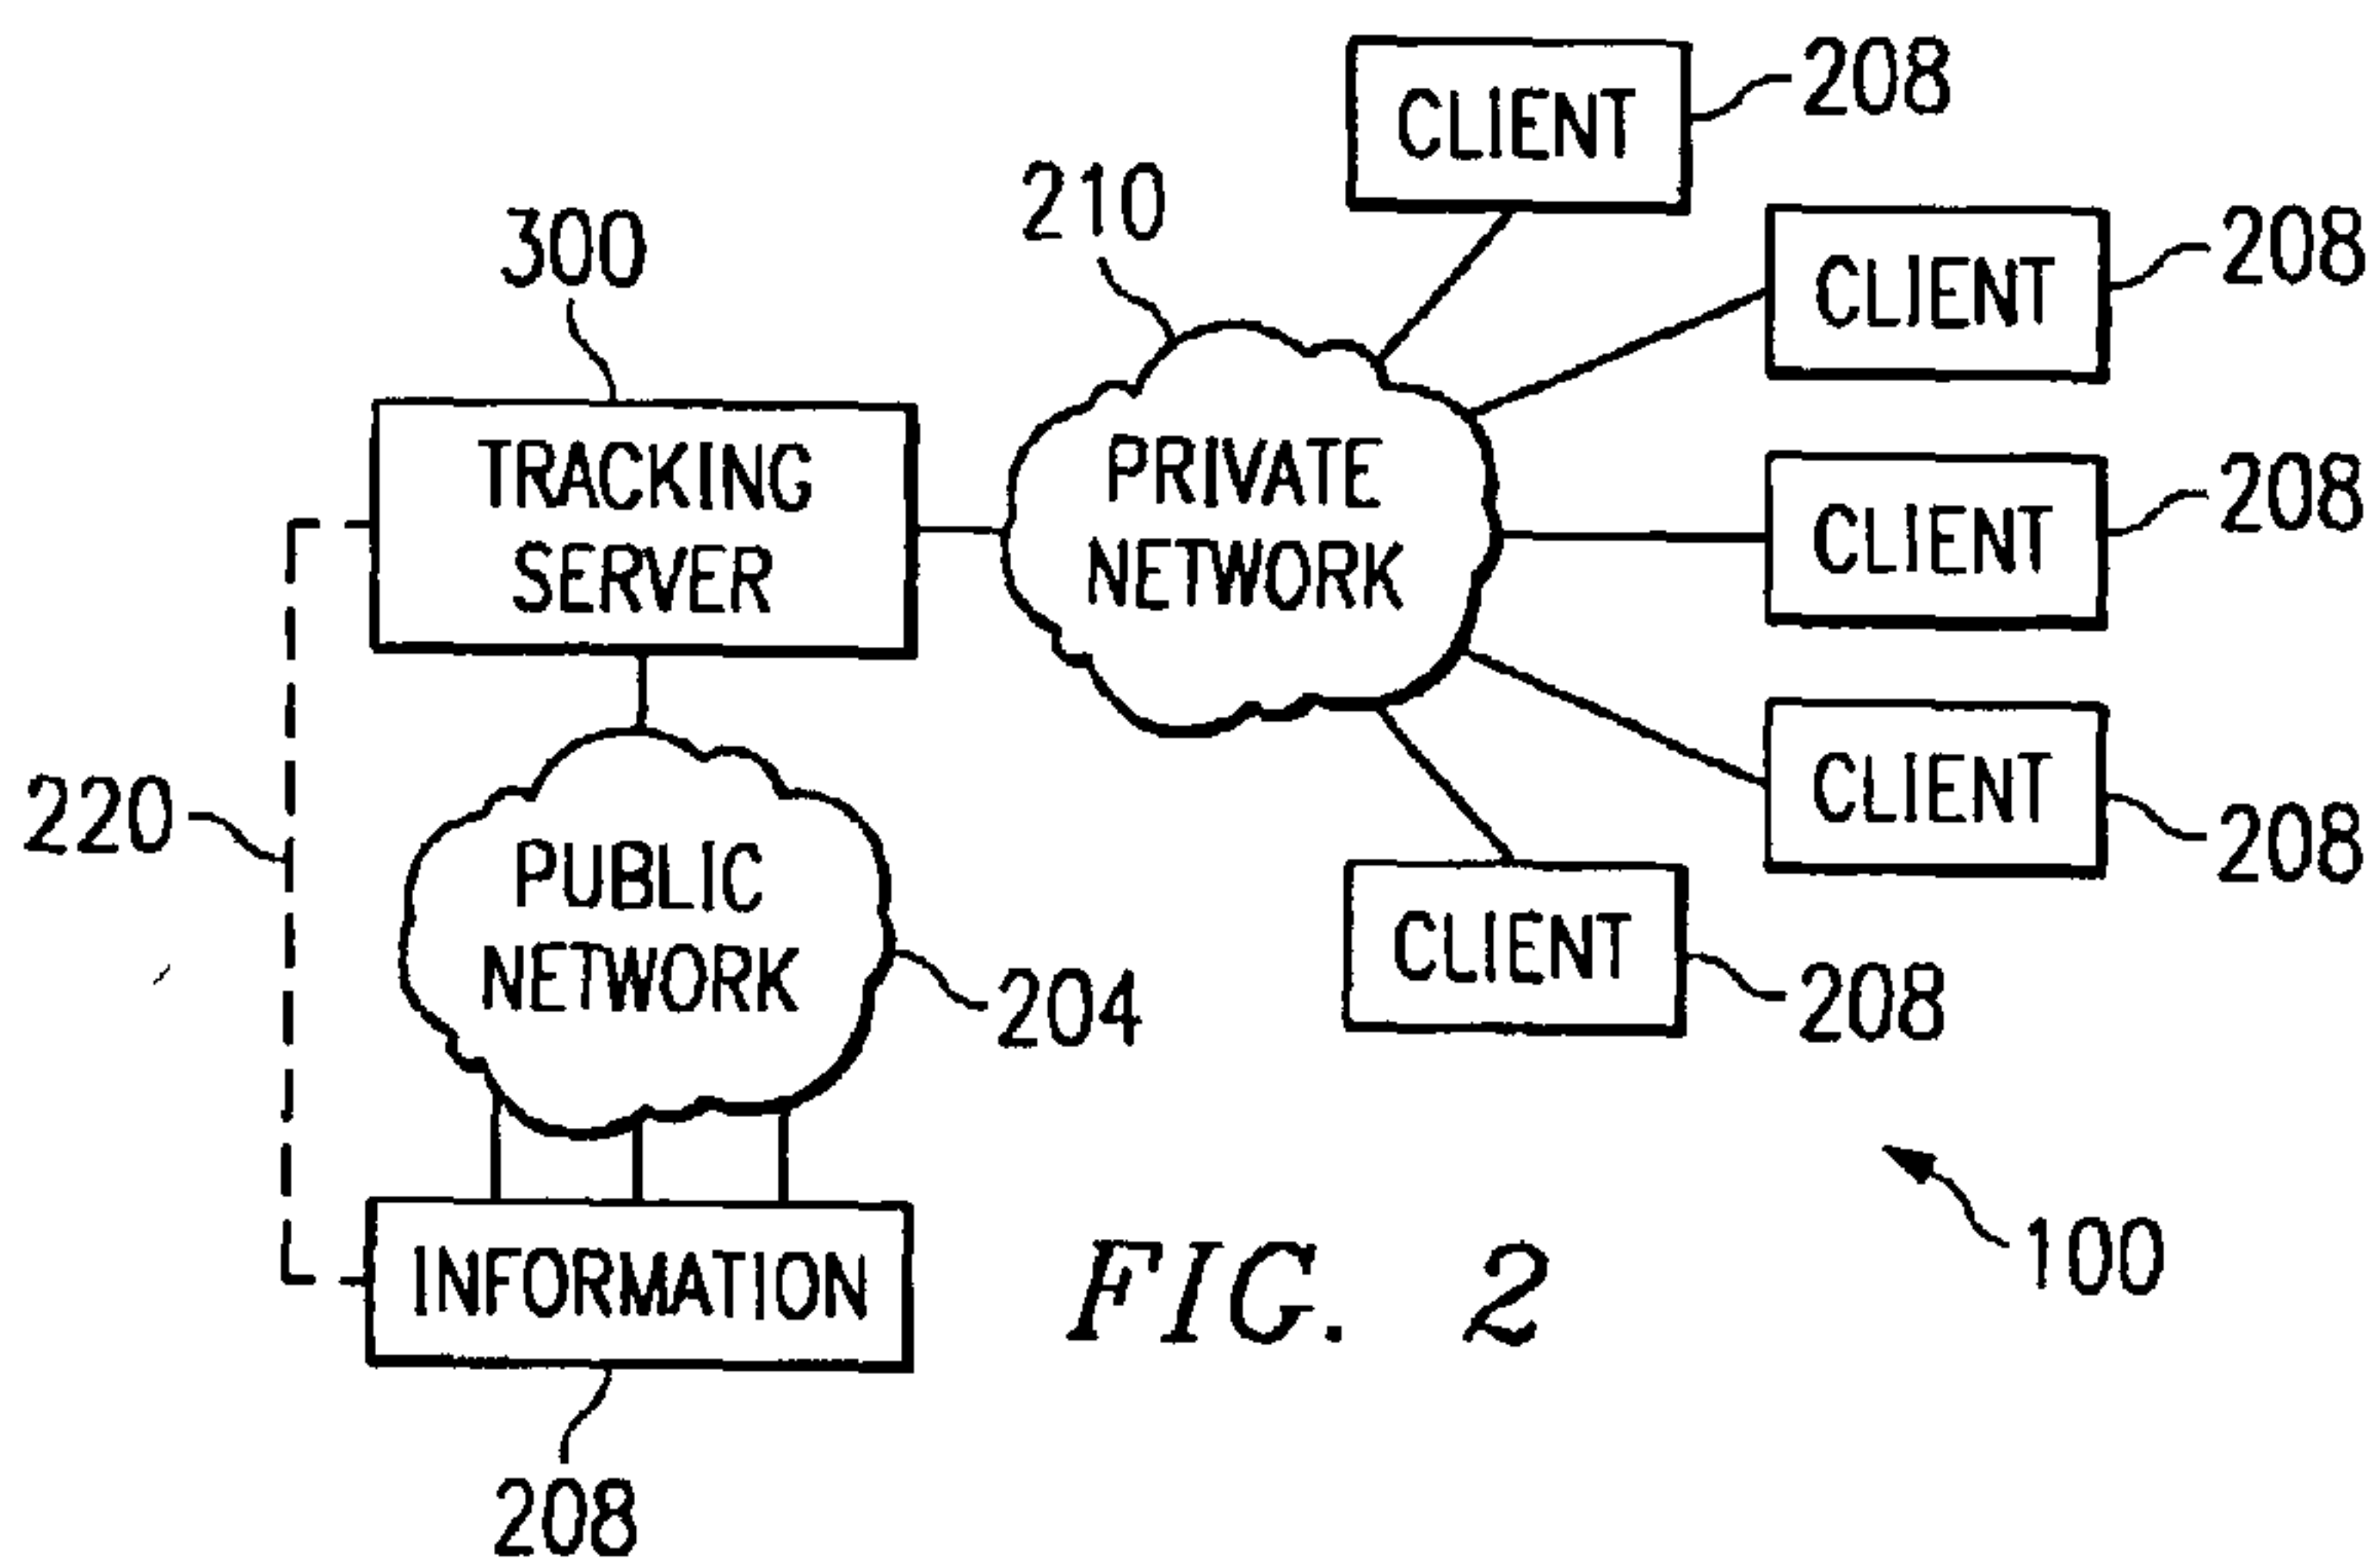 CLIENT
208
210
CLIENT
208
300
TRACKING
SERVER
PRIVATE
NETWORK
CLIENT
208
220
PUBLIC
NETWORK
204
CLIENT
208
CLIENT
208
INFORMATION
208
FIG. 2
100